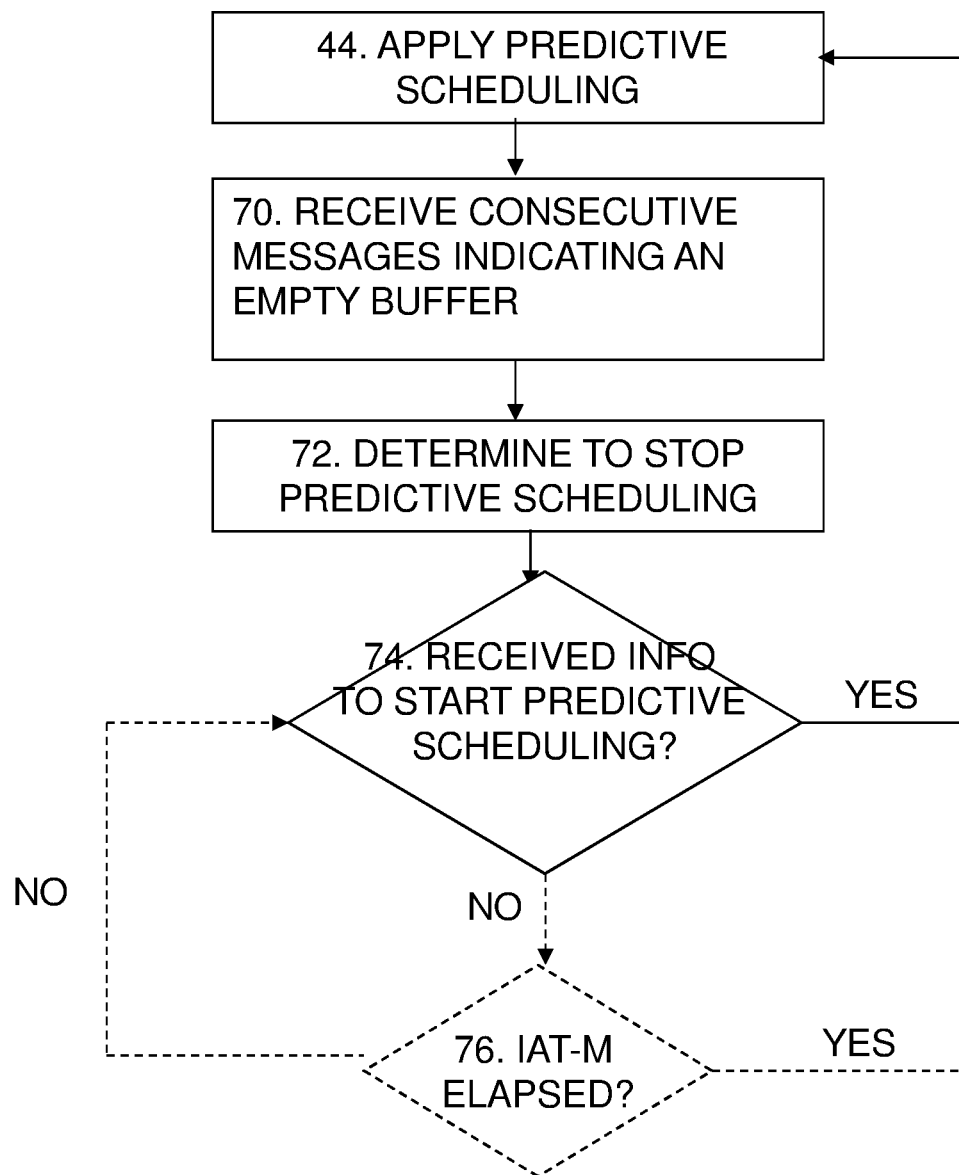 44. APPLY PREDICTIVE
SCHEDULING
70. RECEIVE CONSECUTIVE
MESSAGES INDICATING AN
EMPTY BUFFER
72. DETERMINE TO STOP
PREDICTIVE SCHEDULING
74. RECEIVED INFO
TO START PREDICTIVE
SCHEDULING?
YES
NO
NO
76. IAT-M
ELAPSED?
YES